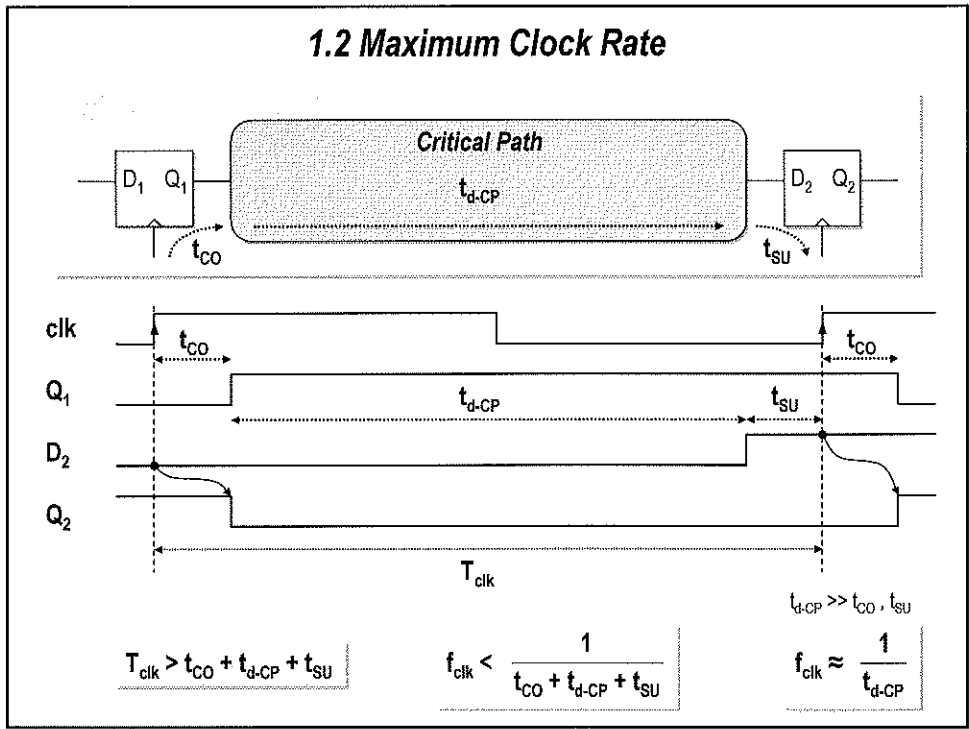 1.2 Maximum Clock Rate
Critical Path
D₁ Q₁
t_d-CP
D₂ Q₂
t_CO
t_SU
clk
t_CO
t_CO
Q₁
t_d-CP
t_SU
D₂
Q₂
T_clk
t_d-CP >> t_CO , t_SU
T_clk > t_CO + t_d-CP + t_SU
f_clk < 1 / (t_CO + t_d-CP + t_SU)
f_clk ≈ 1 / t_d-CP